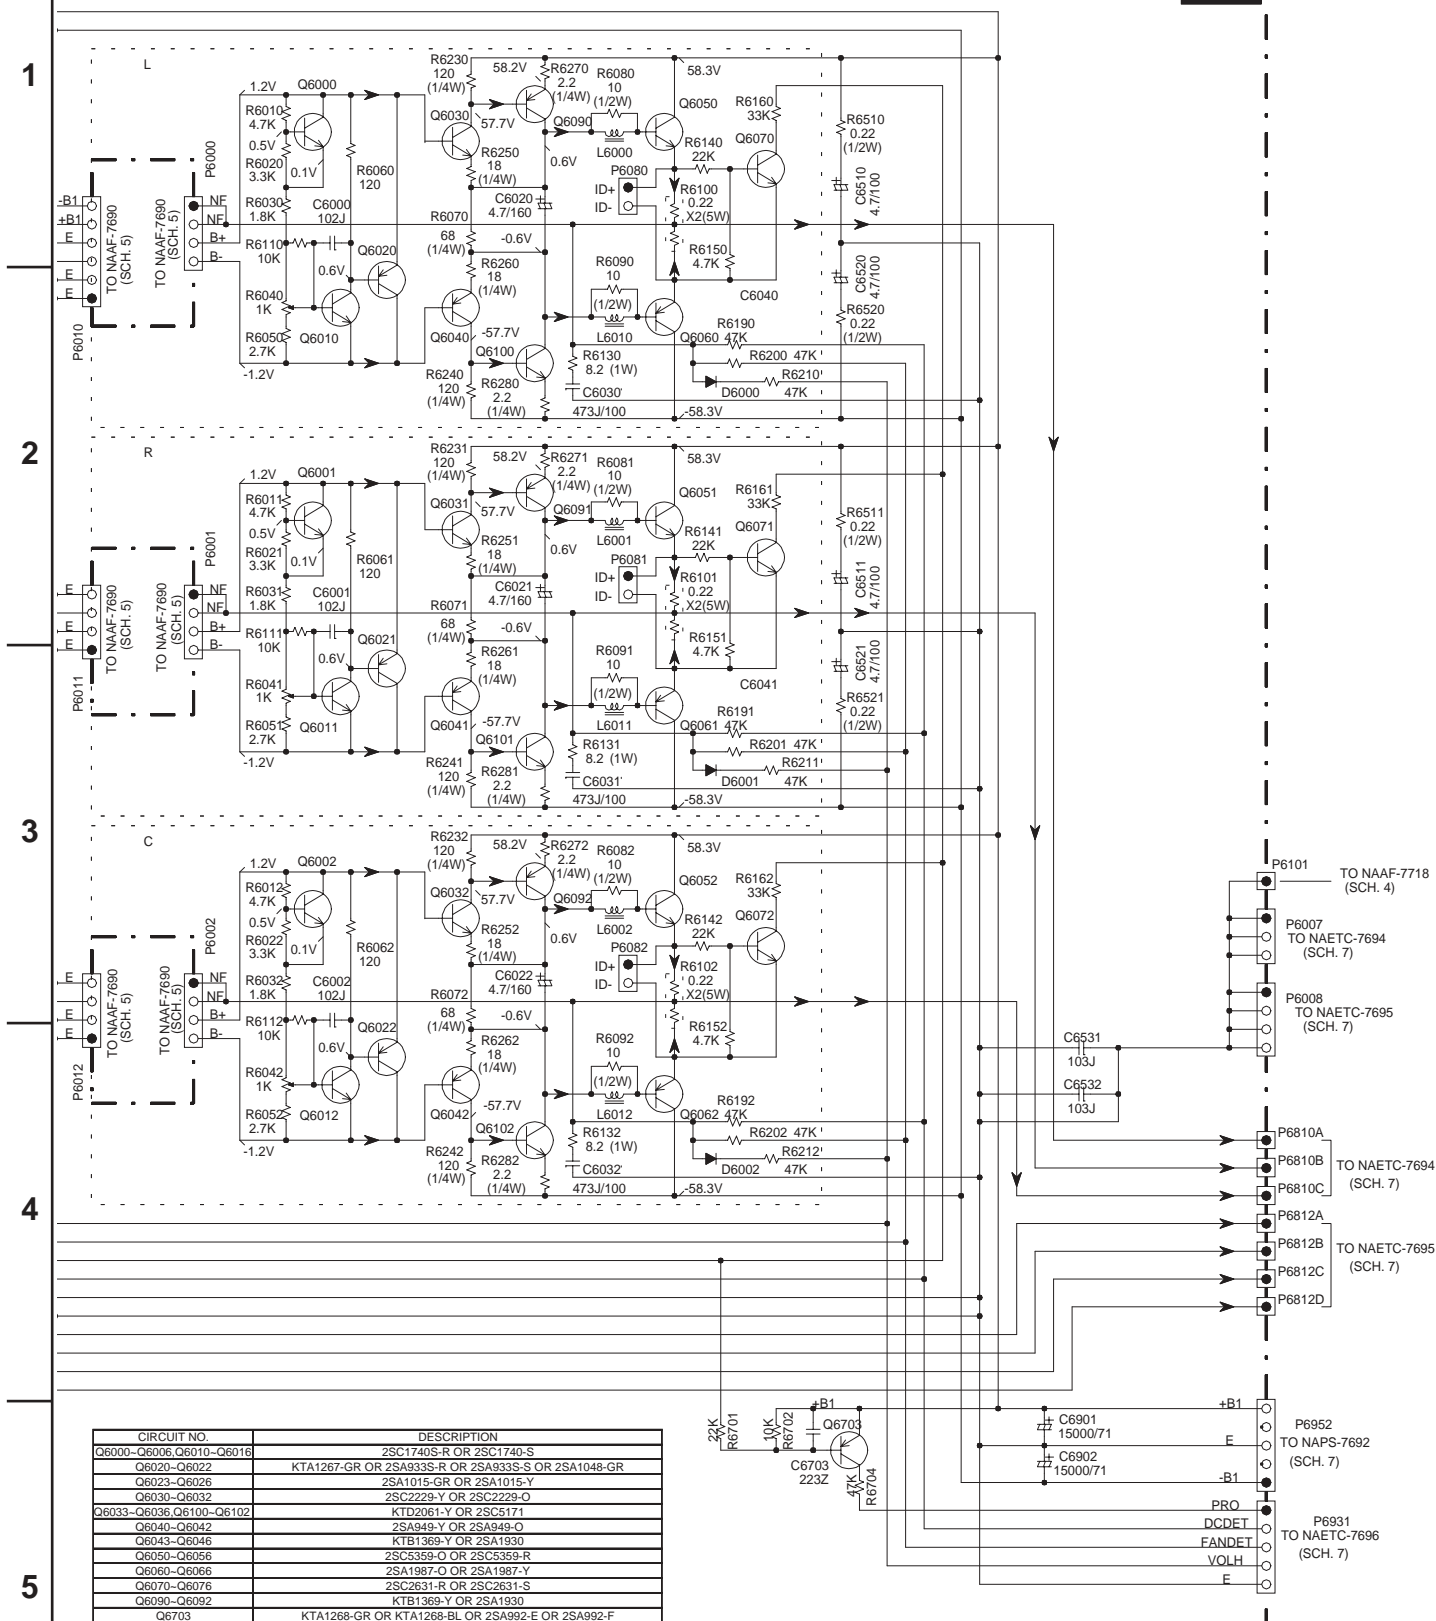 1
L
R6230
120
(1/4W)
58.2V
R6270
2.2
(1/4W)
R6080
10
(1/2W)
58.3V
1.2V
Q6000
R6010
4.7K
0.5V
R6020
3.3K
0.1V
R6060
120
Q6030
57.7V
Q6090
R6250
18
(1/4W)
0.6V
L6000
Q6050
R6160
33K
R6140
22K
Q6070
R6510
0.22
(1/2W)
P6000
P6080
ID+
ID-
R6100
0.22
X2(5W)
C6510
4.7/100
-B1
+B1
E
E
E
TO NAAF-7690
(SCH. 5)
TO NAAF-7690
(SCH. 5)
NF
NF
B+
B-
R6030
1.8K
C6000
102J
R6110
10K
Q6020
0.6V
R6070
68
(1/4W)
C6020
4.7/160
-0.6V
R6260
18
(1/4W)
R6090
10
(1/2W)
R6150
4.7K
C6040
C6520
4.7/100
R6520
0.22
(1/2W)
P6010
R6040
1K
R6050
2.7K
Q6010
-1.2V
Q6040
-57.7V
Q6100
R6240
120
(1/4W)
R6280
2.2
(1/4W)
L6010
R6130
8.2 (1W)
C6030
473J/100
Q6060
R6190
47K
R6200 47K
R6210
D6000
47K
-58.3V
2
R
R6231
120
(1/4W)
58.2V
R6271
2.2
(1/4W)
R6081
10
(1/2W)
58.3V
1.2V
Q6001
R6011
4.7K
0.5V
R6021
3.3K
0.1V
R6061
120
Q6031
57.7V
Q6091
R6251
18
(1/4W)
0.6V
L6001
Q6051
R6161
33K
R6141
22K
Q6071
R6511
0.22
(1/2W)
P6001
P6081
ID+
ID-
R6101
0.22
X2(5W)
C6511
4.7/100
E
E
E
TO NAAF-7690
(SCH. 5)
TO NAAF-7690
(SCH. 5)
NF
NF
B+
B-
R6031
1.8K
C6001
102J
R6111
10K
Q6021
0.6V
R6071
68
(1/4W)
C6021
4.7/160
-0.6V
R6261
18
(1/4W)
R6091
10
(1/2W)
R6151
4.7K
C6041
C6521
4.7/100
R6521
0.22
(1/2W)
P6011
R6041
1K
R6051
2.7K
Q6011
-1.2V
Q6041
-57.7V
Q6101
R6241
120
(1/4W)
R6281
2.2
(1/4W)
L6011
R6131
8.2 (1W)
C6031
473J/100
Q6061
R6191
47K
R6201 47K
R6211
D6001
47K
-58.3V
3
C
R6232
120
(1/4W)
58.2V
R6272
2.2
(1/4W)
R6082
10
(1/2W)
58.3V
1.2V
Q6002
R6012
4.7K
0.5V
R6022
3.3K
0.1V
R6062
120
Q6032
57.7V
Q6092
R6252
18
(1/4W)
0.6V
L6002
Q6052
R6162
33K
R6142
22K
Q6072
P6002
P6082
ID+
ID-
R6102
0.22
X2(5W)
E
E
E
TO NAAF-7690
(SCH. 5)
TO NAAF-7690
(SCH. 5)
NF
NF
B+
B-
R6032
1.8K
C6002
102J
R6112
10K
Q6022
0.6V
R6072
68
(1/4W)
C6022
4.7/160
-0.6V
R6262
18
(1/4W)
R6092
10
(1/2W)
R6152
4.7K
P6012
R6042
1K
R6052
2.7K
Q6012
-1.2V
Q6042
-57.7V
Q6102
R6242
120
(1/4W)
R6282
2.2
(1/4W)
L6012
R6132
8.2 (1W)
C6032
473J/100
Q6062
R6192
47K
R6202 47K
R6212
D6002
47K
-58.3V
P6101
TO NAAF-7718
(SCH. 4)
P6007
TO NAETC-7694
(SCH. 7)
P6008
TO NAETC-7695
(SCH. 7)
C6531
103J
C6532
103J
4
P6810A
P6810B
P6810C
TO NAETC-7694
(SCH. 7)
P6812A
P6812B
P6812C
P6812D
TO NAETC-7695
(SCH. 7)
5
22K
R6701
10K
R6702
+B1
Q6703
C6703
223Z
47K
R6704
C6901
15000/71
C6902
15000/71
+B1
E
-B1
P6952
TO NAPS-7692
(SCH. 7)
PRO
DCDET
FANDET
VOLH
E
P6931
TO NAETC-7696
(SCH. 7)
CIRCUIT NO. DESCRIPTION
Q6000~Q6006,Q6010~Q6016 2SC1740S-R OR 2SC1740-S
Q6020~Q6022 KTA1267-GR OR 2SA933S-R OR 2SA933S-S OR 2SA1048-GR
Q6023~Q6026 2SA1015-GR OR 2SA1015-Y
Q6030~Q6032 2SC2229-Y OR 2SC2229-O
Q6033~Q6036,Q6100~Q6102 KTD2061-Y OR 2SC5171
Q6040~Q6042 2SA949-Y OR 2SA949-O
Q6043~Q6046 KTB1369-Y OR 2SA1930
Q6050~Q6056 2SC5359-O OR 2SC5359-R
Q6060~Q6066 2SA1987-O OR 2SA1987-Y
Q6070~Q6076 2SC2631-R OR 2SC2631-S
Q6090~Q6092 KTB1369-Y OR 2SA1930
Q6703 KTA1268-GR OR KTA1268-BL OR 2SA992-E OR 2SA992-F